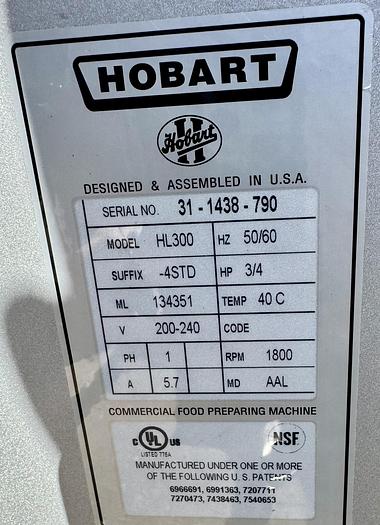 HOBART
Hobart
DESIGNED & ASSEMBLED IN U.S.A.
SERIAL NO. 31-1438-790
MODEL HL300 HZ 50/60
SUFFIX -4STD HP 3/4
ML 134351 TEMP 40 C
V 200-240 CODE
PH 1 RPM 1800
A 5.7 MD AAL
COMMERCIAL FOOD PREPARING MACHINE
C UL US NSF
LISTED 776A
MANUFACTURED UNDER ONE OR MORE
OF THE FOLLOWING U.S. PATENTS
6966691, 6991363, 7207711
7270473, 7438463, 7540653